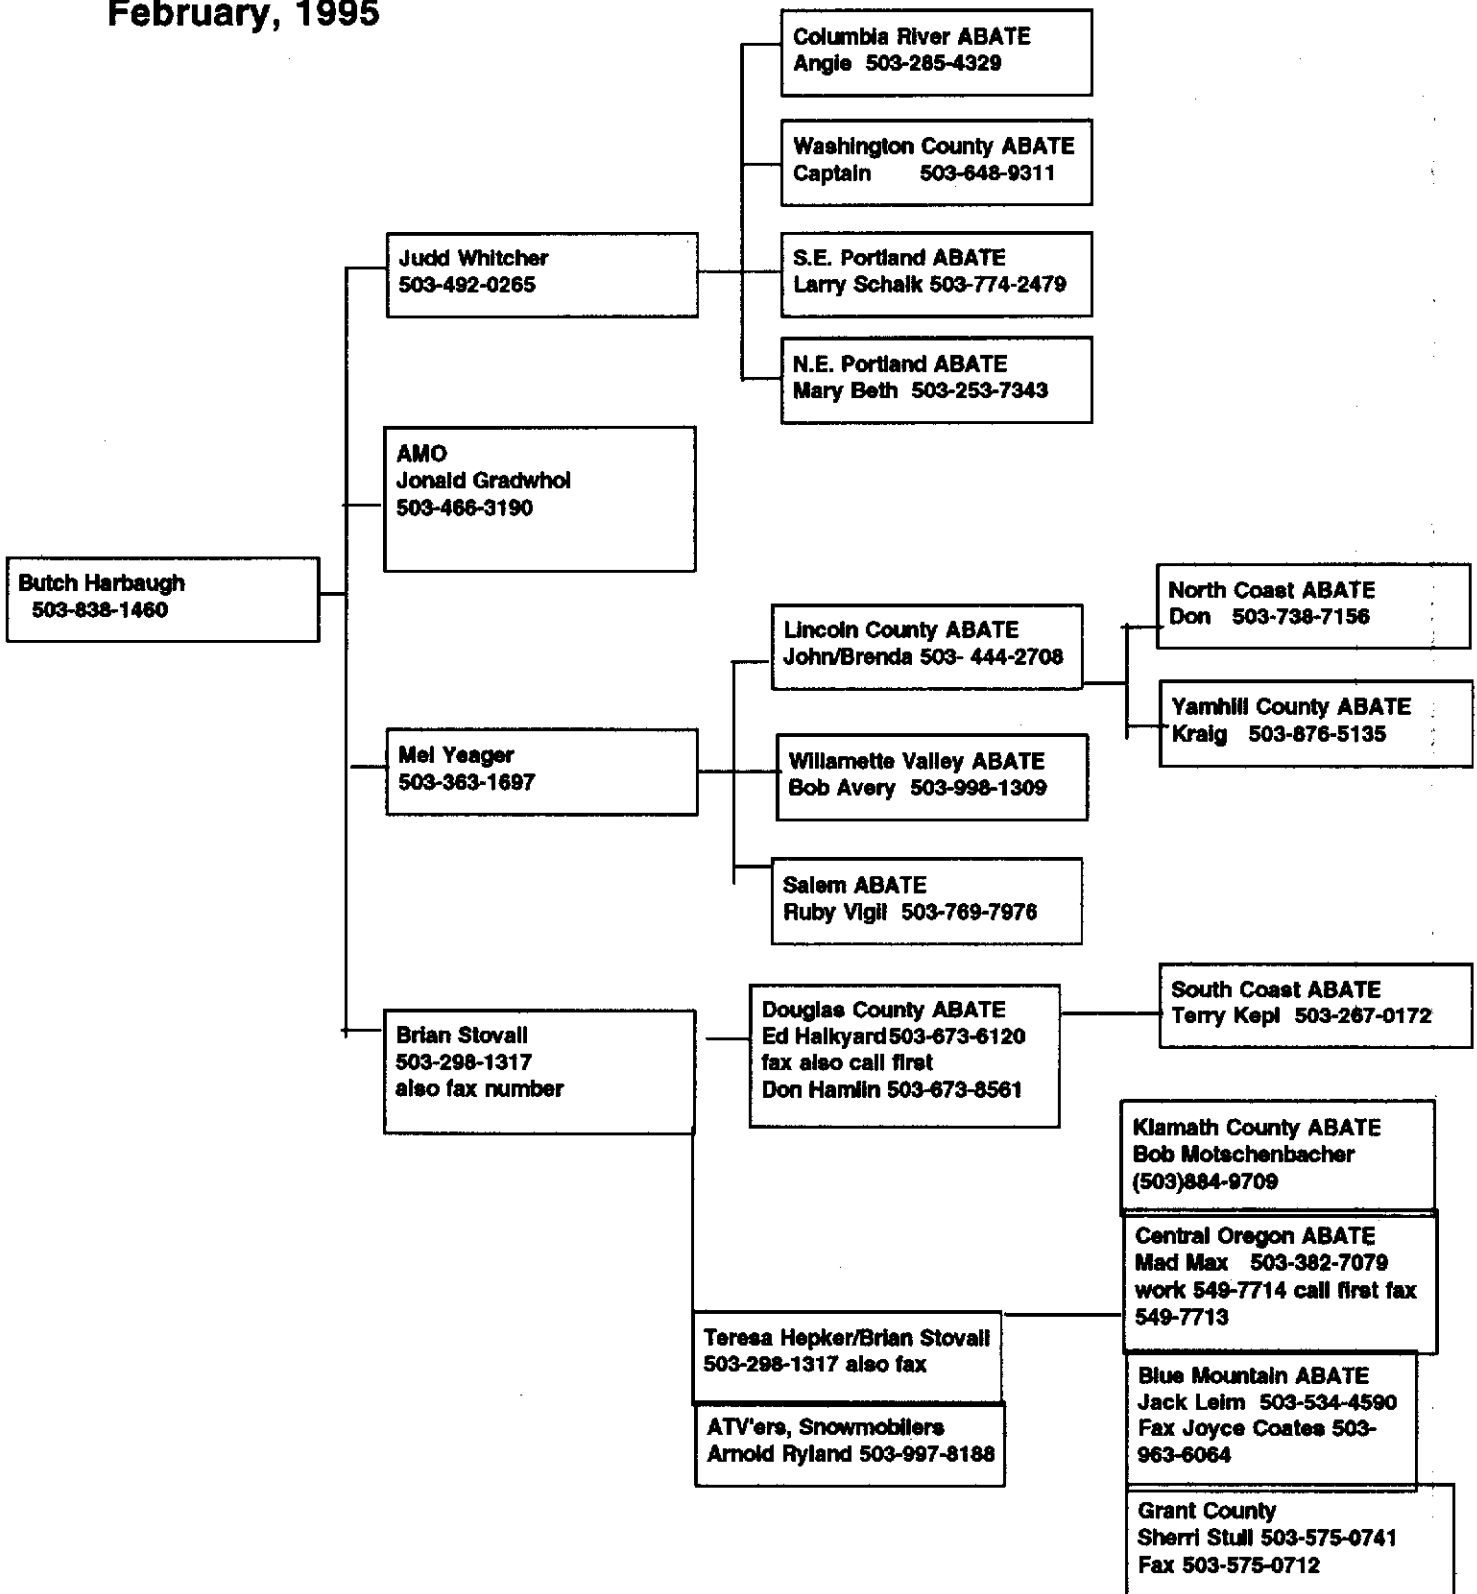 February, 1995
Columbia River ABATE
Angie 503-285-4329
Washington County ABATE
Captain 503-648-9311
Judd Whitcher
503-492-0265
S.E. Portland ABATE
Larry Schalk 503-774-2479
N.E. Portland ABATE
Mary Beth 503-253-7343
AMO
Jonald Gradwhol
503-466-3190
Butch Harbaugh
503-838-1460
North Coast ABATE
Don 503-738-7156
Lincoln County ABATE
John/Brenda 503- 444-2708
Yamhill County ABATE
Kraig 503-876-5135
Mel Yeager
503-363-1697
Willamette Valley ABATE
Bob Avery 503-998-1309
Salem ABATE
Ruby Vigil 503-769-7976
South Coast ABATE
Terry Kepl 503-267-0172
Brian Stovall
503-298-1317
also fax number
Douglas County ABATE
Ed Halkyard503-673-6120
fax also call first
Don Hamlin 503-673-8561
Klamath County ABATE
Bob Motschenbacher
(503)884-9709
Central Oregon ABATE
Mad Max 503-382-7079
work 549-7714 call first fax
549-7713
Teresa Hepker/Brian Stovall
503-298-1317 also fax
Blue Mountain ABATE
Jack Leim 503-534-4590
Fax Joyce Coates 503-
963-6064
ATV'ers, Snowmobilers
Arnold Ryland 503-997-8188
Grant County
Sherri Stull 503-575-0741
Fax 503-575-0712